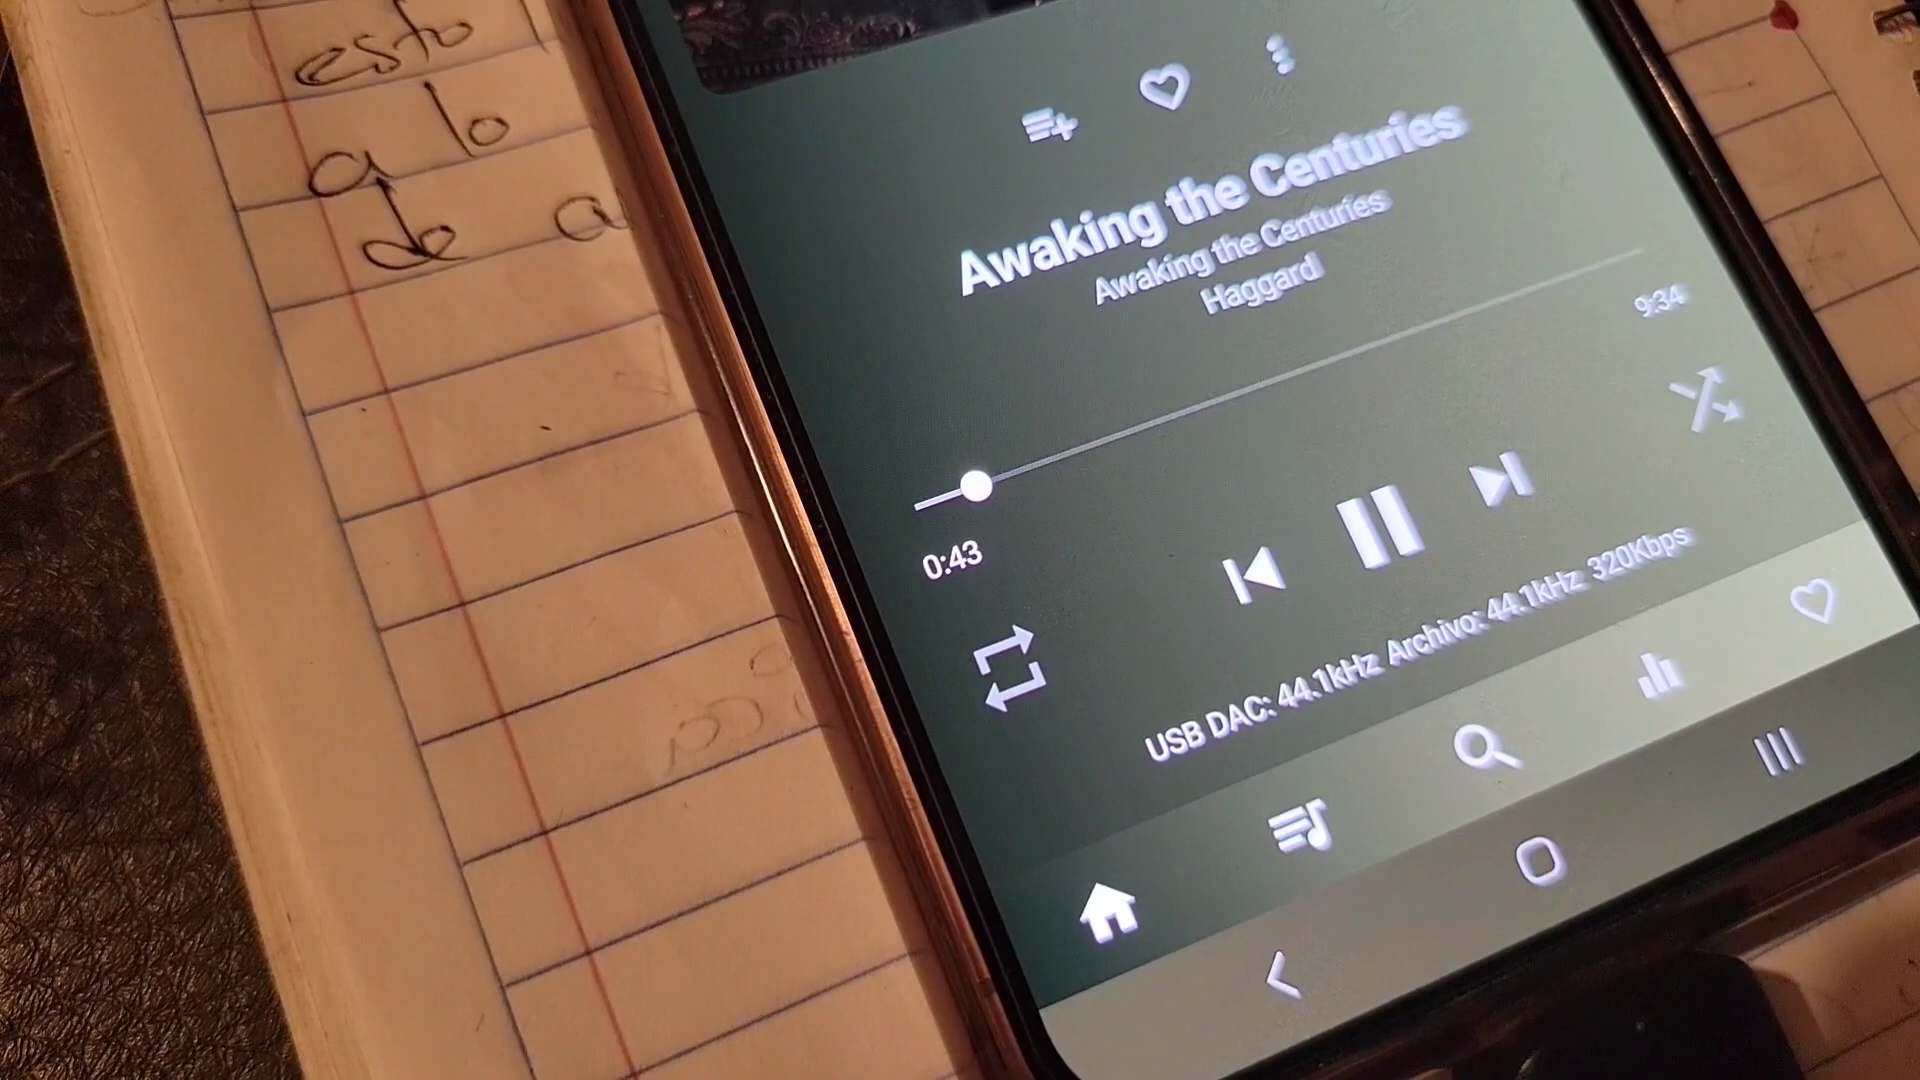 esto
a lo
de a
Awaking the Centuries
Awaking the Centuries
Haggard
9:34
0:43
USB DAC: 44.1kHz Archivo: 44.1kHz 320Kbps